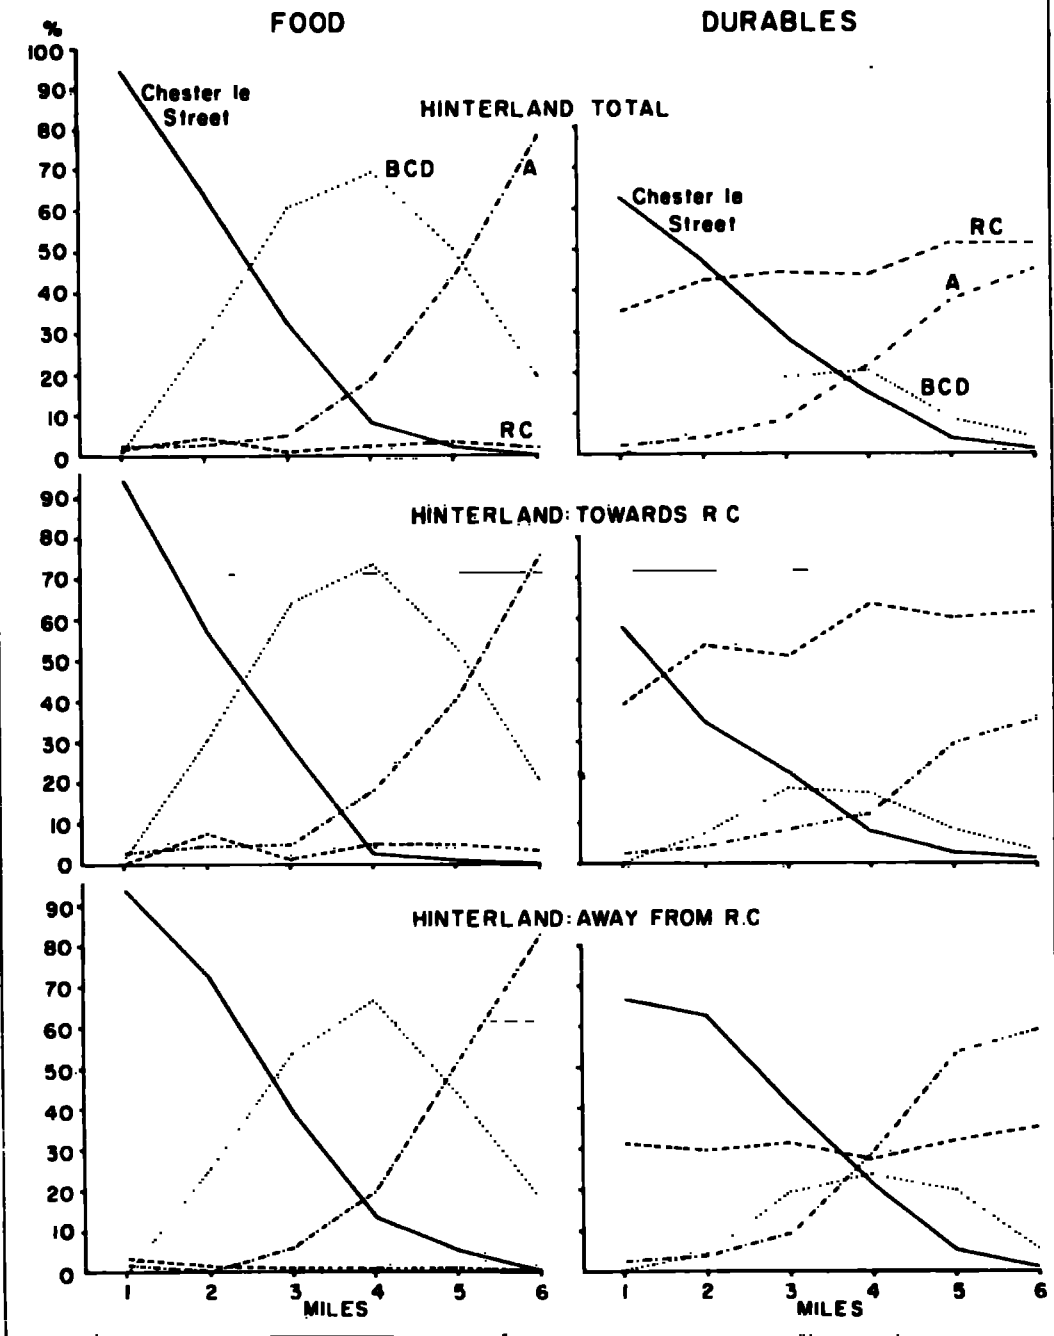 FOOD
DURABLES
%
100
90
80
70
60
50
40
30
20
10
0
HINTERLAND TOTAL
Chester le
Street
BCD
A
RC
Chester le
Street
RC
A
BCD
HINTERLAND: TOWARDS R C
90
80
70
60
50
40
30
20
10
0
HINTERLAND: AWAY FROM R.C
90
80
70
60
50
40
30
20
10
0
1 2 3 4 5 6
MILES
1 2 3 4 5 6
MILES